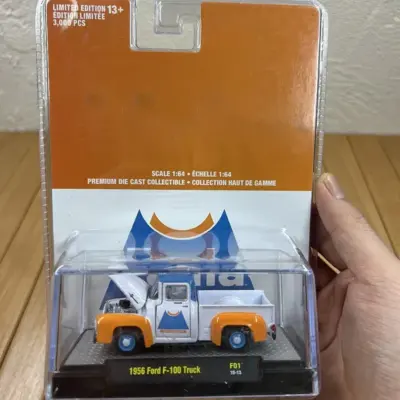 LIMITED EDITION 13+
ÉDITION LIMITÉE
3,000 PCS
SCALE 1:64 • ÉCHELLE 1:64
PREMIUM DIE CAST COLLECTIBLE • COLLECTION HAUT DE GAMME
1956 Ford F-100 Truck
F01